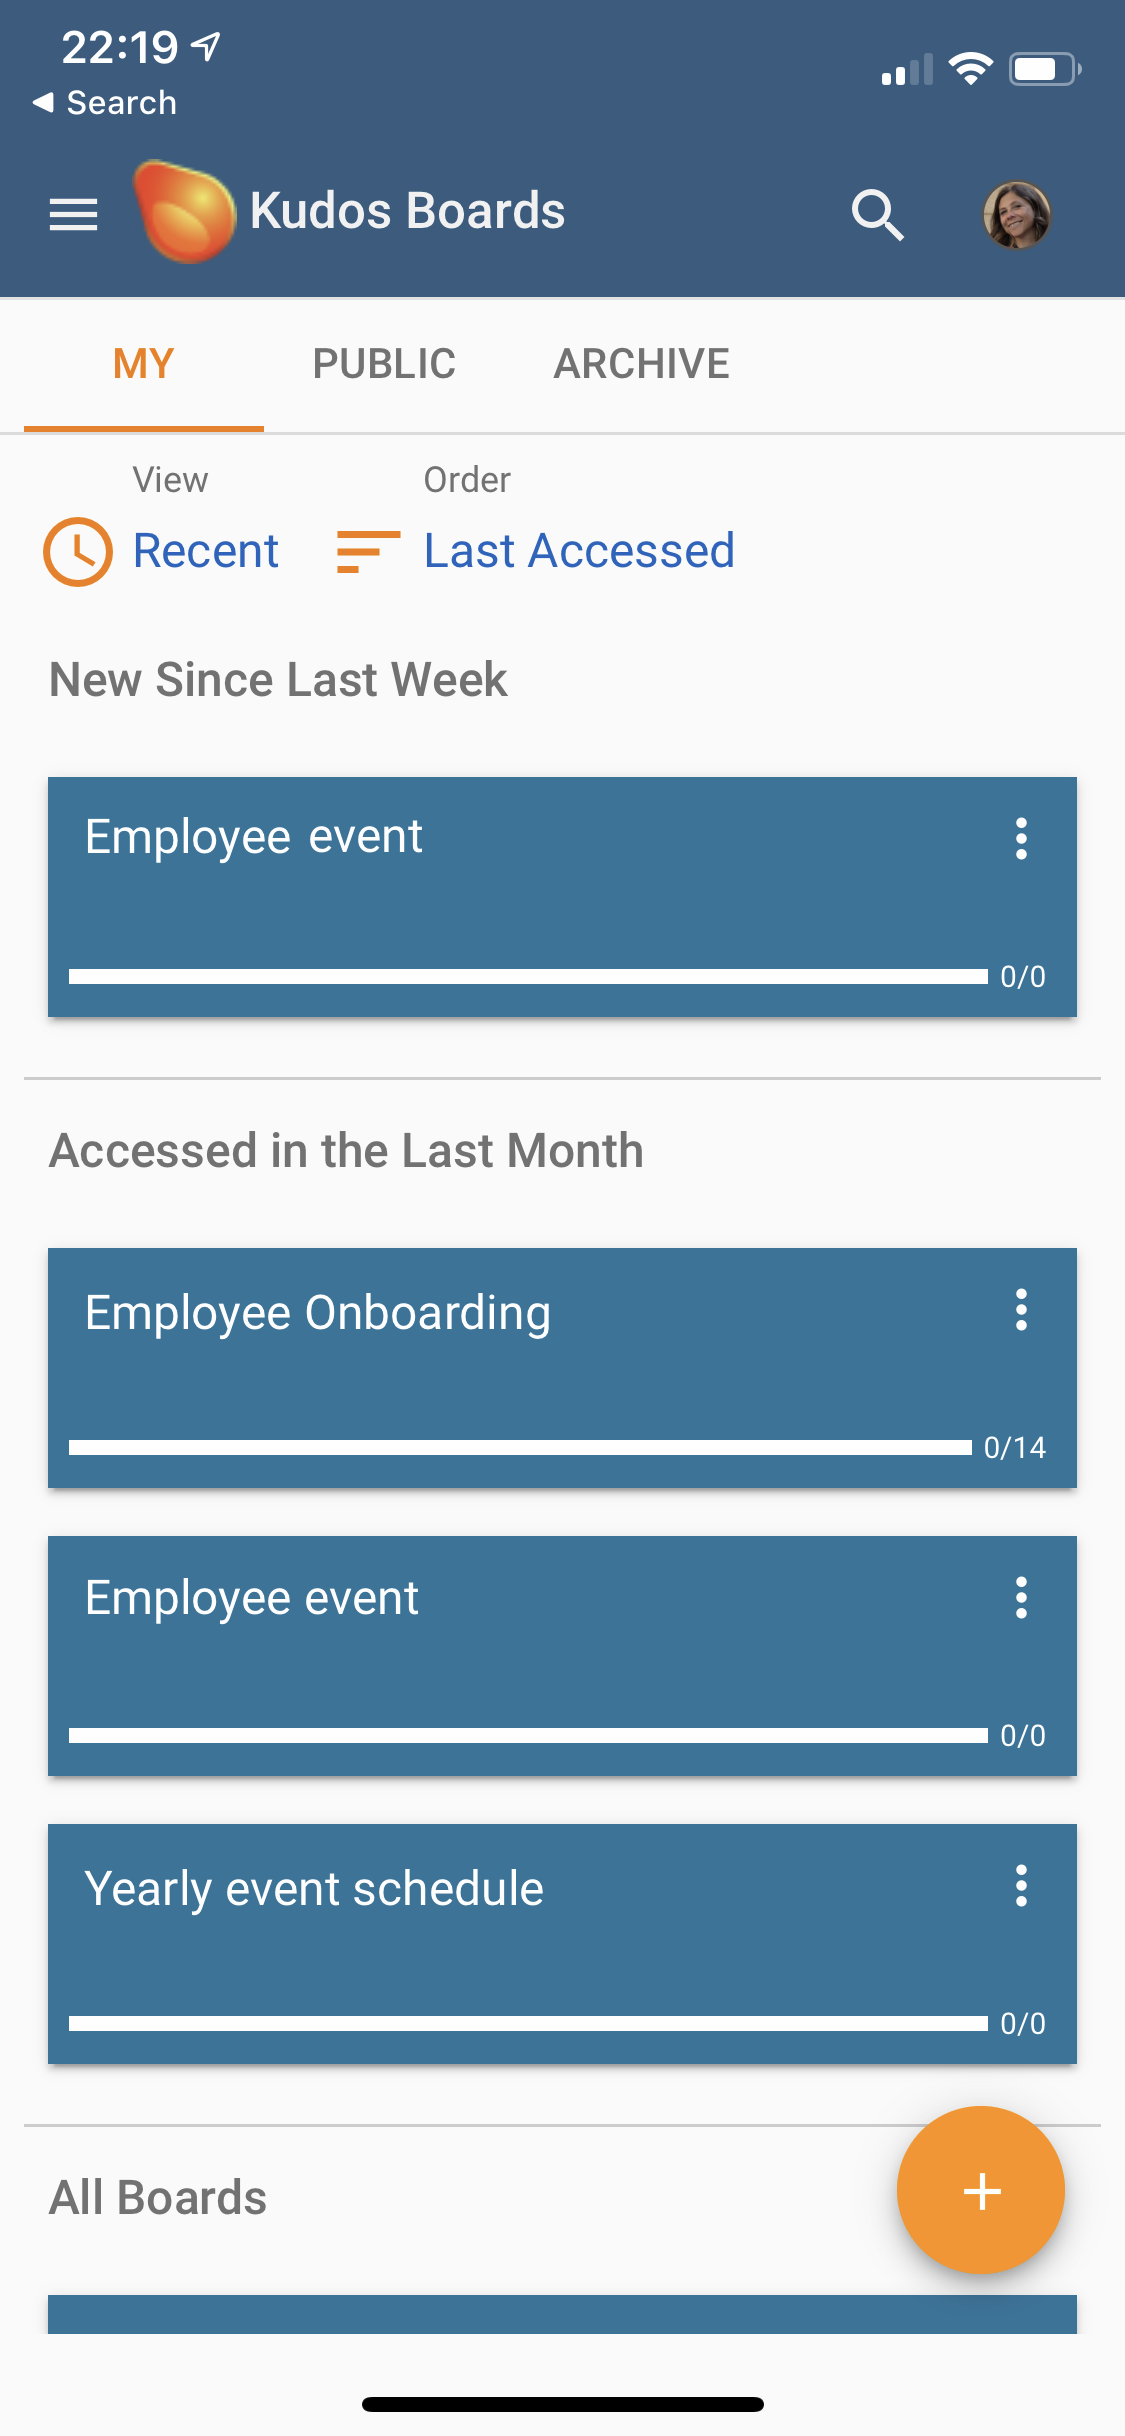 22:19
Search
Kudos Boards
MY PUBLIC ARCHIVE
View Order
Recent Last Accessed
New Since Last Week
Employee event
0/0
Accessed in the Last Month
Employee Onboarding
0/14
Employee event
0/0
Yearly event schedule
0/0
All Boards